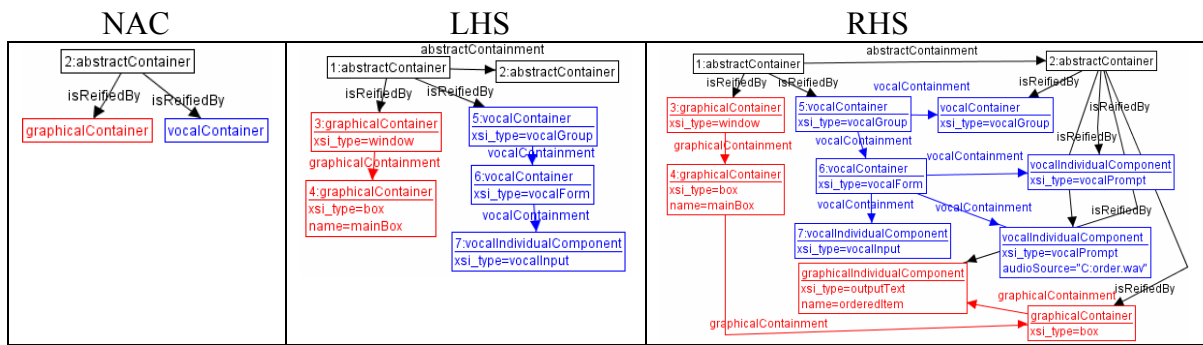 NAC
LHS
RHS
2:abstractContainer
isReifiedBy
isReifiedBy
graphicalContainer
vocalContainer
abstractContainment
1:abstractContainer
2:abstractContainer
isReifiedBy
isReifiedBy
3:graphicalContainer
xsi_type=window
5:vocalContainer
xsi_type=vocalGroup
graphicalContainment
vocalContainment
4:graphicalContainer
xsi_type=box
name=mainBox
6:vocalContainer
xsi_type=vocalForm
vocalContainment
7:vocalIndividualComponent
xsi_type=vocalInput
abstractContainment
1:abstractContainer
2:abstractContainer
isReifiedBy
isReifiedBy
vocalContainment
isReifiedBy
3:graphicalContainer
xsi_type=window
5:vocalContainer
xsi_type=vocalGroup
vocalContainer
xsi_type=vocalGroup
graphicalContainment
vocalContainment
isReifiedBy
4:graphicalContainer
xsi_type=box
name=mainBox
6:vocalContainer
xsi_type=vocalForm
vocalContainment
vocalIndividualComponent
xsi_type=vocalPrompt
vocalContainment
vocalContainment
isReifiedBy
7:vocalIndividualComponent
xsi_type=vocalInput
vocalIndividualComponent
xsi_type=vocalPrompt
audioSource="C:order.wav"
graphicalIndividualComponent
xsi_type=outputText
name=orderedItem
isReifiedBy
graphicalContainment
graphicalContainment
graphicalContainer
xsi_type=box